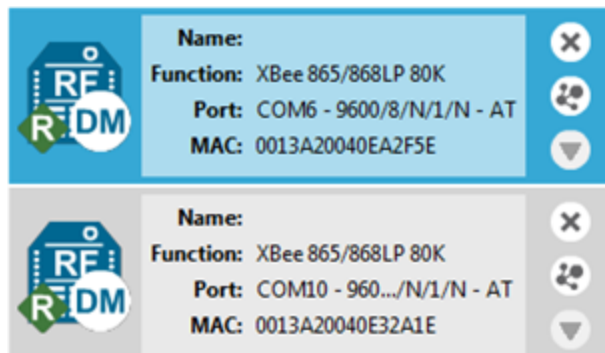 RF
R DM
Name:
Function: XBee 865/868LP 80K
Port: COM6 - 9600/8/N/1/N - AT
MAC: 0013A20040EA2F5E
RF
R DM
Name:
Function: XBee 865/868LP 80K
Port: COM10 - 960.../N/1/N - AT
MAC: 0013A20040E32A1E